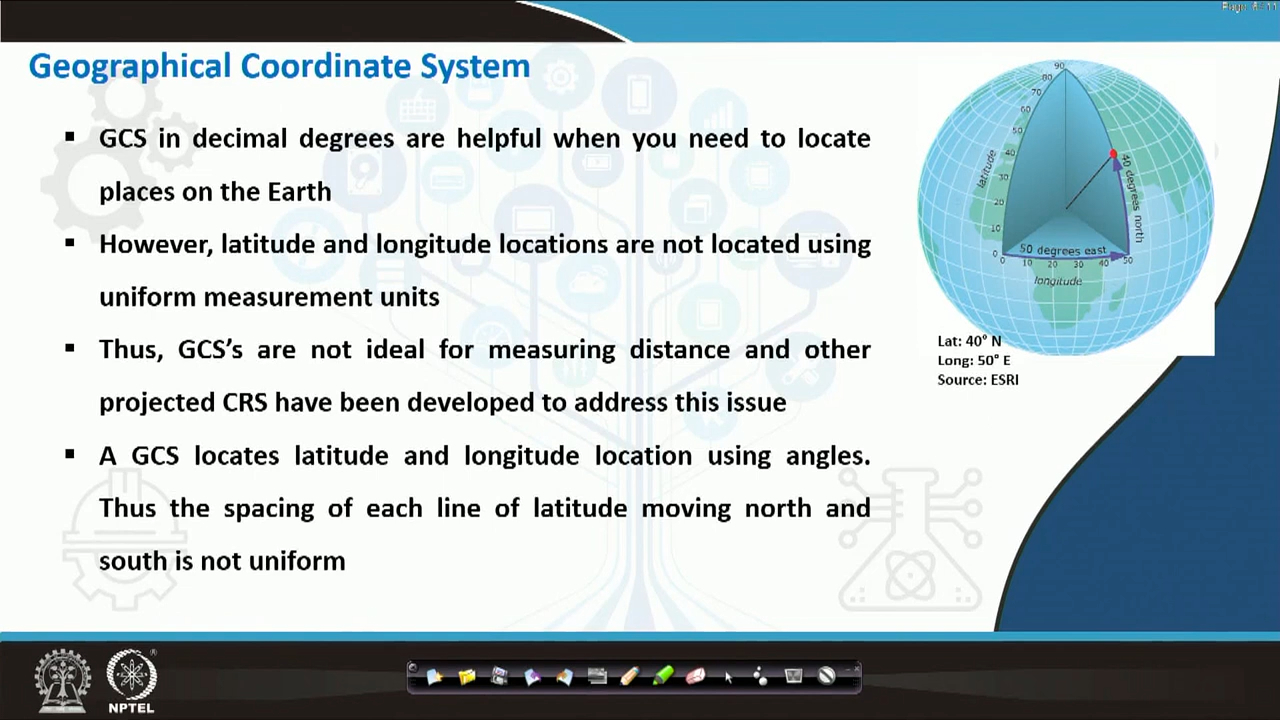 Geographical Coordinate System
▪ GCS in decimal degrees are helpful when you need to locate
places on the Earth
▪ However, latitude and longitude locations are not located using
uniform measurement units
▪ Thus, GCS’s are not ideal for measuring distance and other
projected CRS have been developed to address this issue
▪ A GCS locates latitude and longitude location using angles.
Thus the spacing of each line of latitude moving north and
south is not uniform
90
80
70
60
50
40
30
20
10
0
latitude
40 degrees north
50 degrees east
0 10 20 30 40 50
longitude
Lat: 40° N
Long: 50° E
Source: ESRI
NPTEL